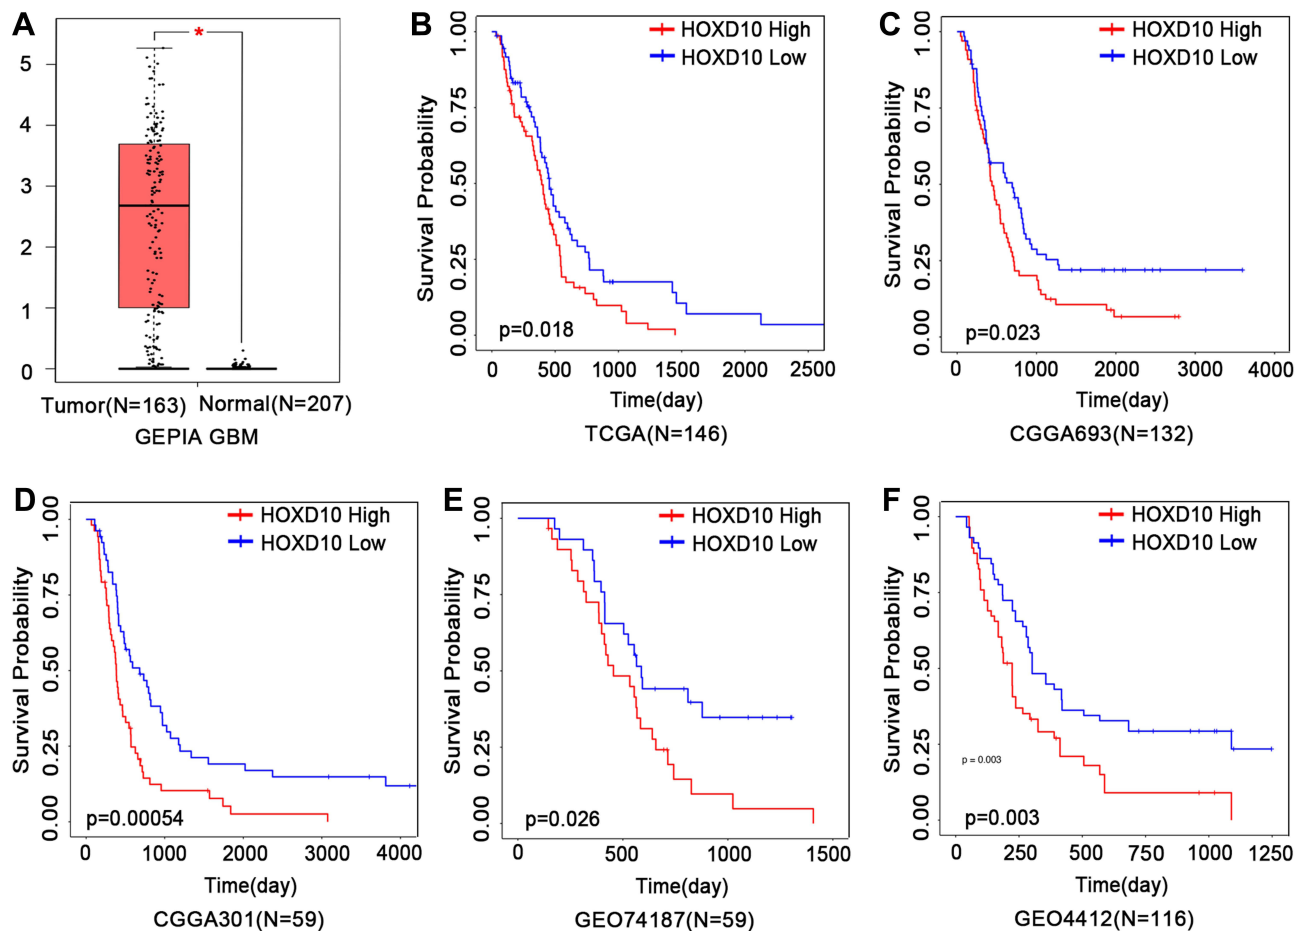 A
*
5
4
3
2
1
0
Tumor(N=163) Normal(N=207)
GEPIA GBM
B
HOXD10 High
HOXD10 Low
Survival Probability
1.00
0.75
0.50
0.25
0.00
p=0.018
0 500 1000 1500 2000 2500
Time(day)
TCGA(N=146)
C
HOXD10 High
HOXD10 Low
Survival Probability
1.00
0.75
0.50
0.25
0.00
p=0.023
0 1000 2000 3000 4000
Time(day)
CGGA693(N=132)
D
HOXD10 High
HOXD10 Low
Survival Probability
1.00
0.75
0.50
0.25
0.00
p=0.00054
0 1000 2000 3000 4000
Time(day)
CGGA301(N=59)
E
HOXD10 High
HOXD10 Low
Survival Probability
1.00
0.75
0.50
0.25
0.00
p=0.026
0 500 1000 1500
Time(day)
GEO74187(N=59)
F
HOXD10 High
HOXD10 Low
Survival Probability
1.00
0.75
0.50
0.25
0.00
p = 0.003
p=0.003
0 250 500 750 1000 1250
Time(day)
GEO4412(N=116)